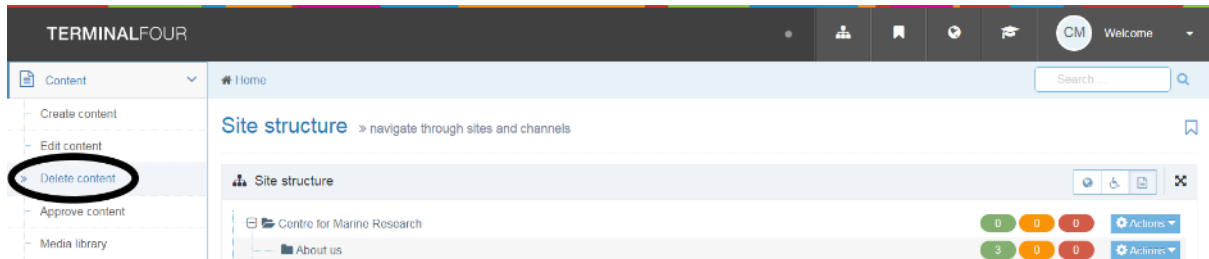 TERMINALFOUR
CM Welcome
Content
Home
Search ...
Create content
Site structure » navigate through sites and channels
Edit content
» Delete content
Site structure
Approve content
Centre for Marine Research 0 0 0 Actions
Media library
About us 3 0 0 Actions